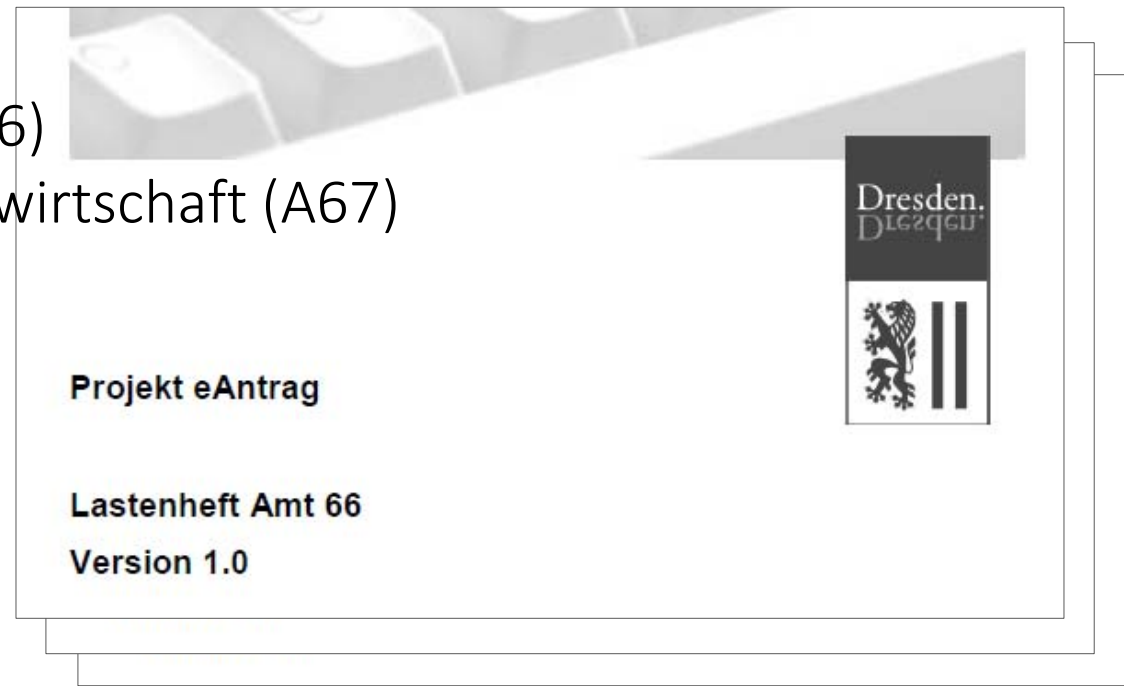 6)
wirtschaft (A67)
Dresden.
Dresden.
Projekt eAntrag
Lastenheft Amt 66
Version 1.0